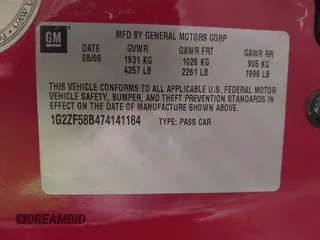 GM
MFD BY GENERAL MOTORS CORP
DATE GVWR GAWR FRT GAWR RR
08/06 1931 KG 1026 KG 905 KG
4257 LB 2261 LB 1996 LB
THIS VEHICLE CONFORMS TO ALL APPLICABLE U.S. FEDERAL MOTOR
VEHICLE SAFETY, BUMPER, AND THEFT PREVENTION STANDARDS IN
EFFECT ON THE DATE OF MANUFACTURE SHOWN ABOVE.
1G2ZF58B474141184 TYPE: PASS CAR
DREAMBID